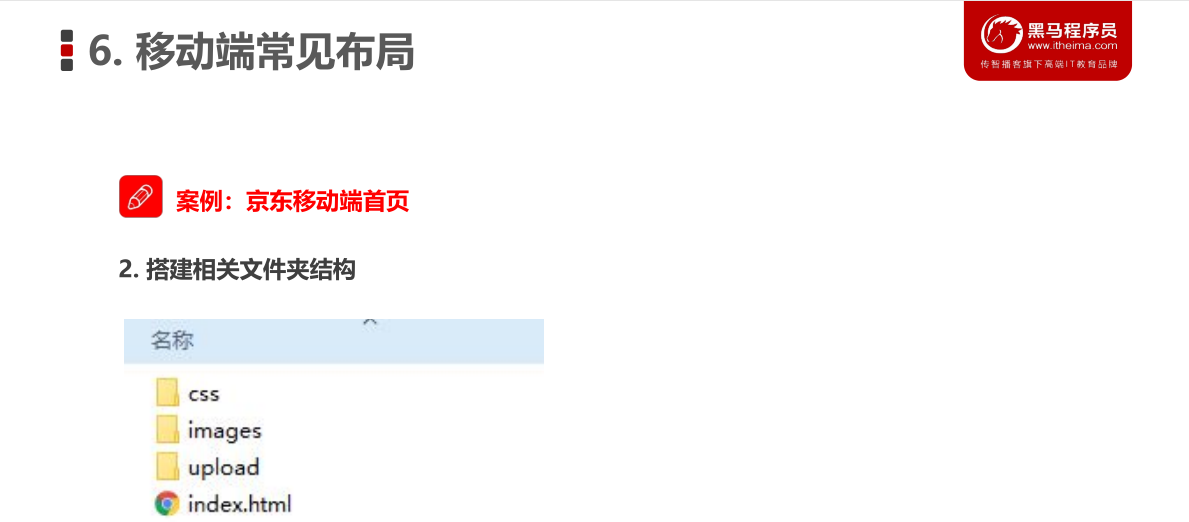 6. 移动端常见布局
黑马程序员
www.itheima.com
传智播客旗下高端IT教育品牌
案例：京东移动端首页
2. 搭建相关文件夹结构
名称
css
images
upload
index.html